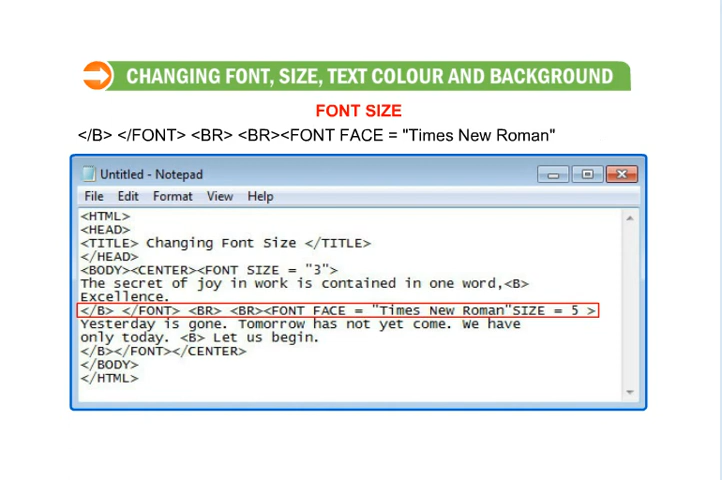 CHANGING FONT, SIZE, TEXT COLOUR AND BACKGROUND
FONT SIZE
</B> </FONT> <BR> <BR><FONT FACE = "Times New Roman"
Untitled - Notepad
File Edit Format View Help
<HTML>
<HEAD>
<TITLE> Changing Font Size </TITLE>
</HEAD>
<BODY><CENTER><FONT SIZE = "3">
The secret of joy in work is contained in one word,<B>
Excellence.
</B> </FONT> <BR> <BR><FONT FACE = "Times New Roman"SIZE = 5 >
Yesterday is gone. Tomorrow has not yet come. We have
only today. <B> Let us begin.
</B></FONT></CENTER>
</BODY>
</HTML>